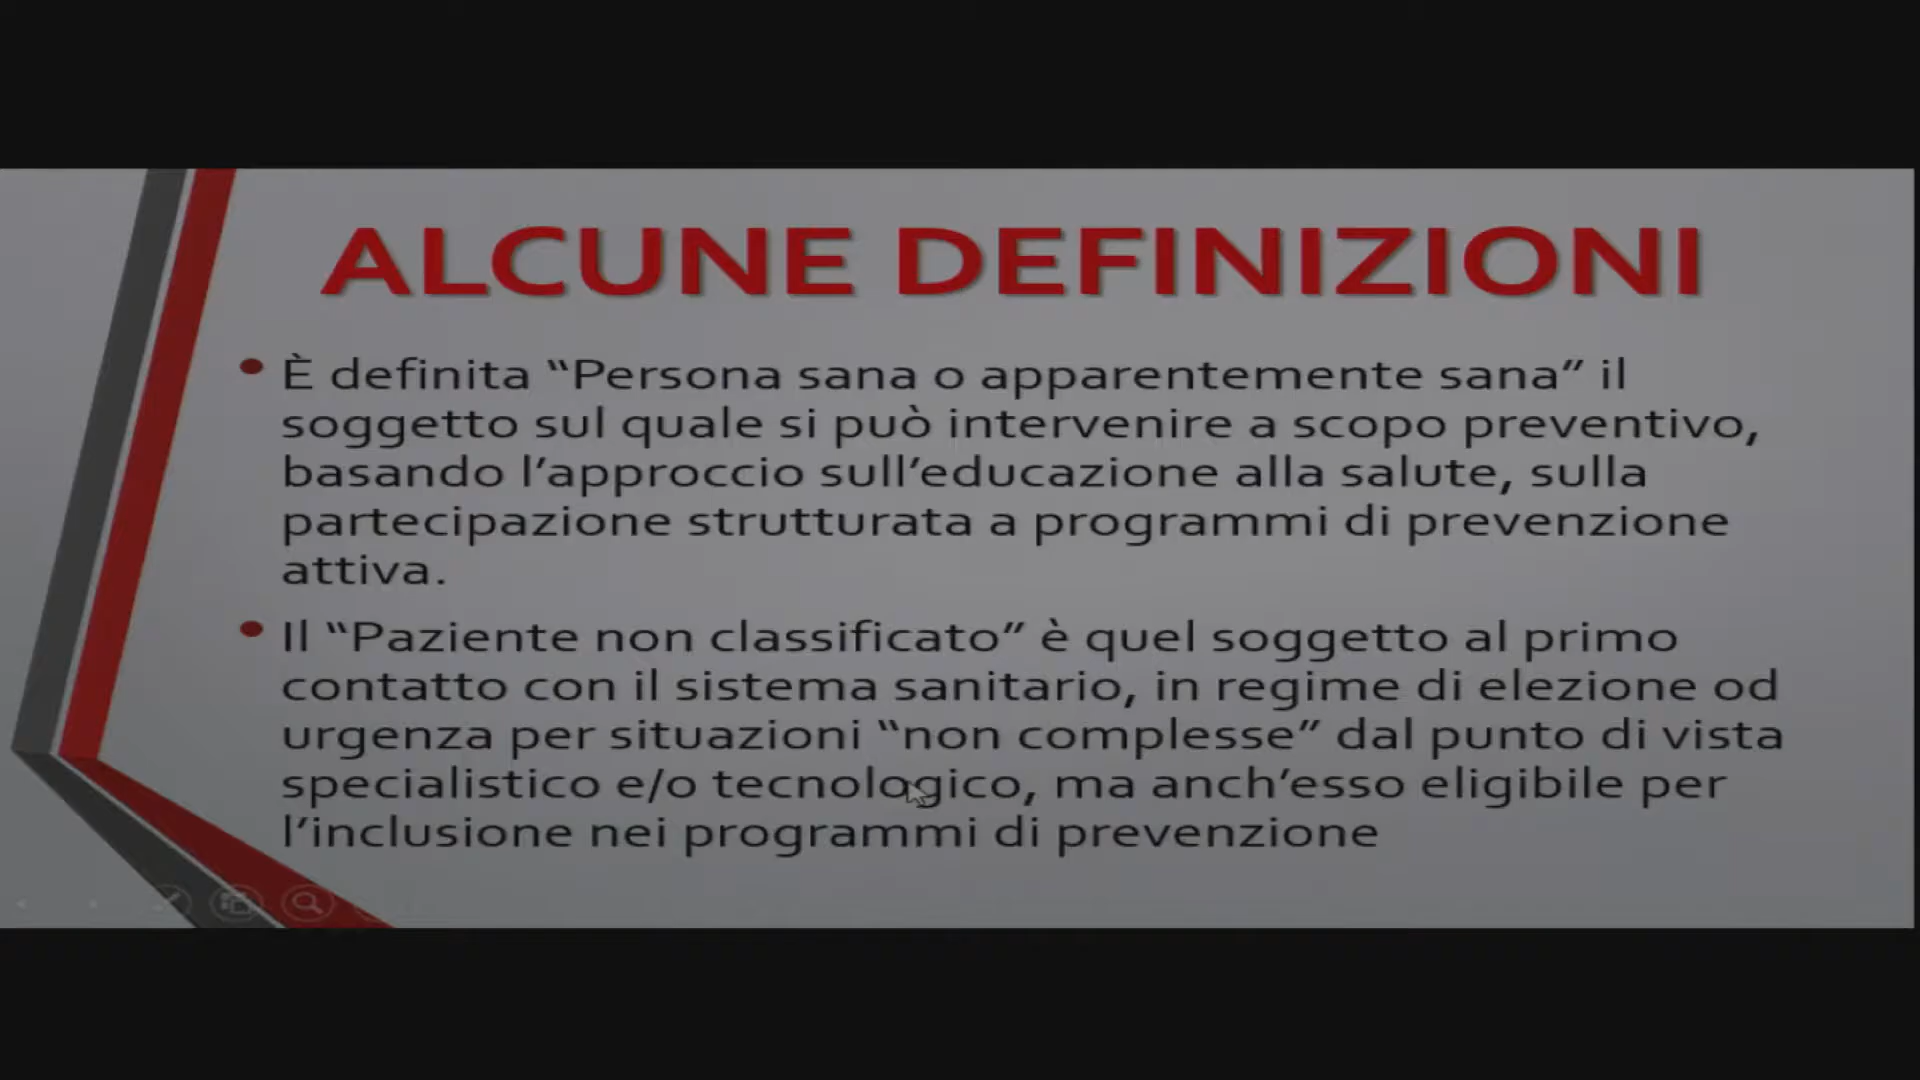 ALCUNE DEFINIZIONI
• È definita “Persona sana o apparentemente sana” il
soggetto sul quale si può intervenire a scopo preventivo,
basando l’approccio sull’educazione alla salute, sulla
partecipazione strutturata a programmi di prevenzione
attiva.
• Il “Paziente non classificato” è quel soggetto al primo
contatto con il sistema sanitario, in regime di elezione od
urgenza per situazioni “non complesse” dal punto di vista
specialistico e/o tecnologico, ma anch’esso eligibile per
l’inclusione nei programmi di prevenzione